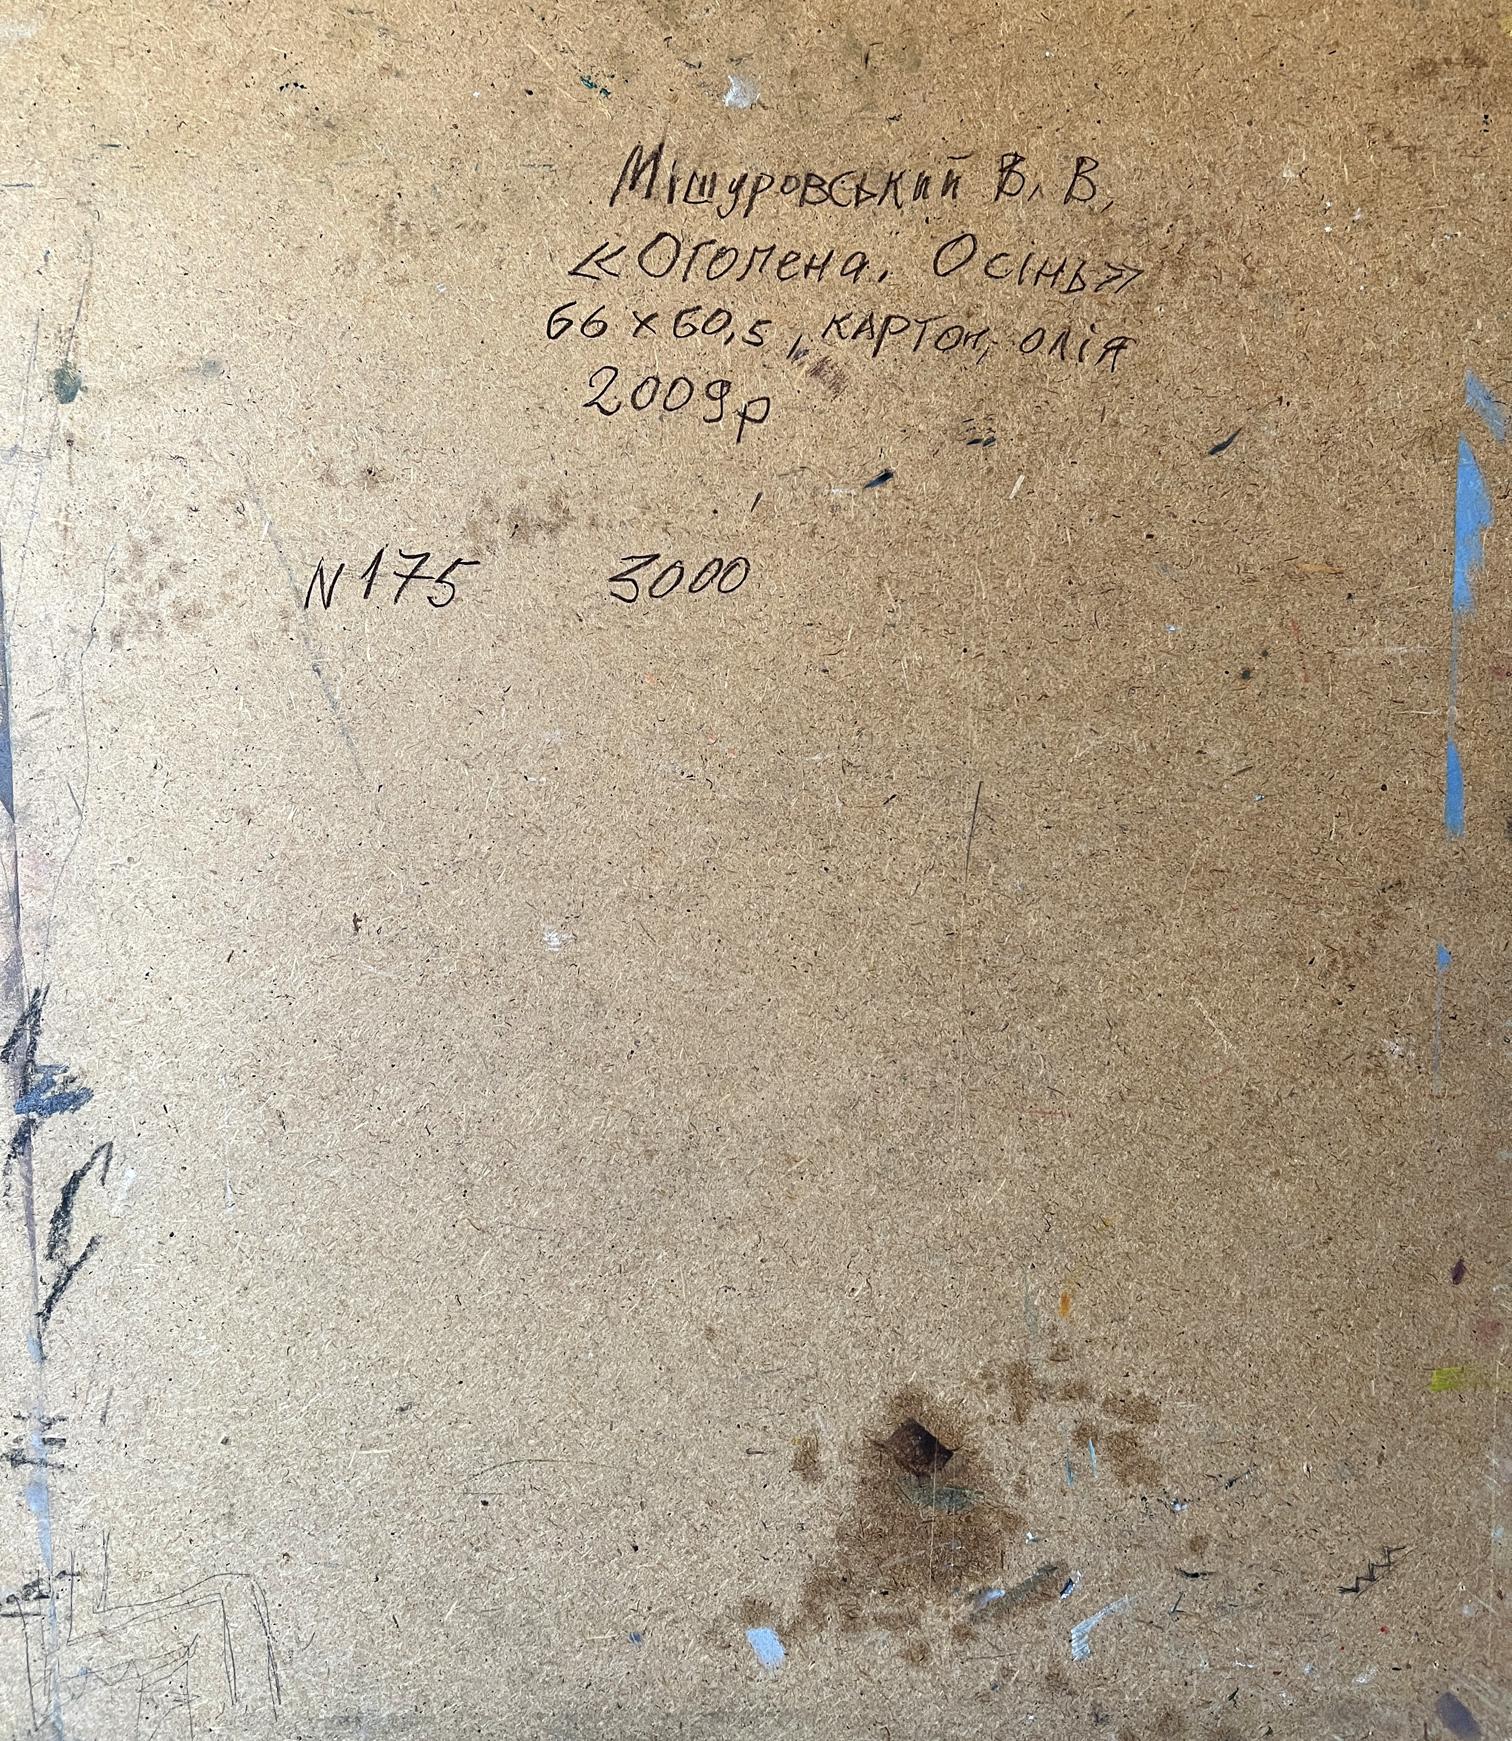 Мішуровський В. В.
«Оголена. Осінь»
66 х 60,5, картон, олія
2009р
N175 3000